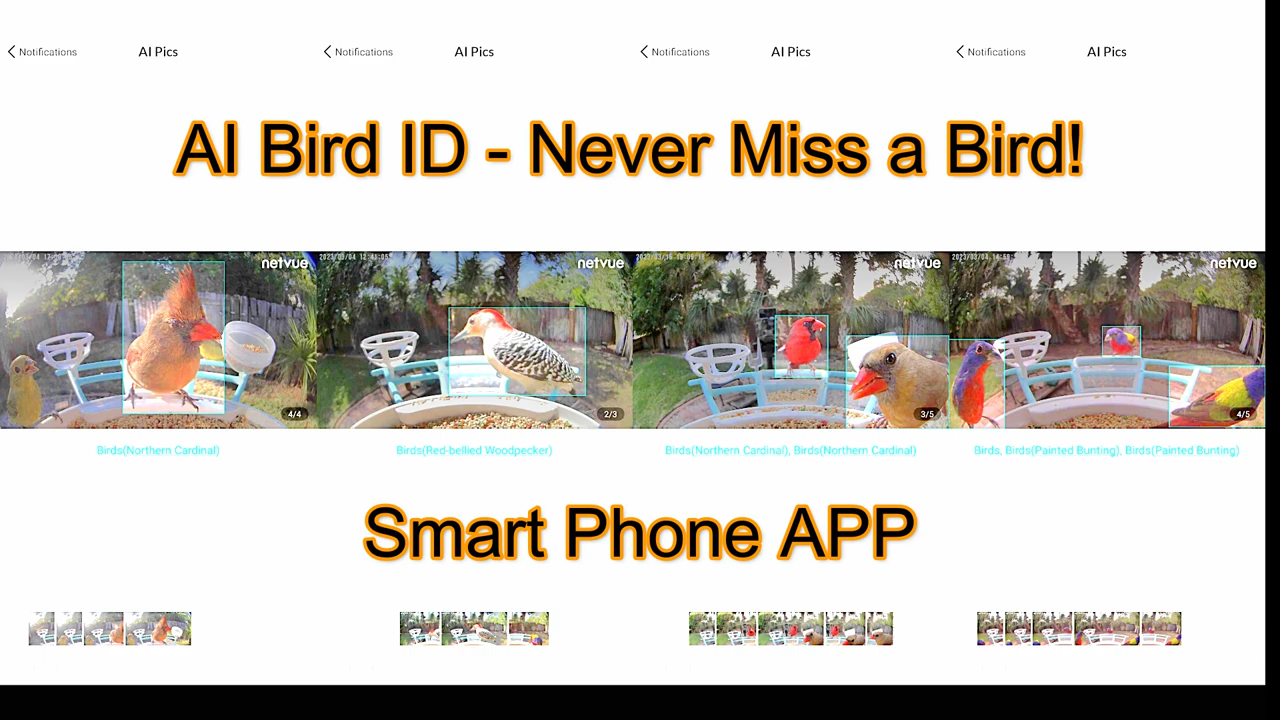 Notifications AI Pics Notifications AI Pics Notifications AI Pics Notifications AI Pics
AI Bird ID - Never Miss a Bird!
netvue netvue netvue netvue
4/4 2/3 3/5 4/5
Birds(Northern Cardinal) Birds(Red-bellied Woodpecker) Birds(Northern Cardinal), Birds(Northern Cardinal) Birds, Birds(Painted Bunting), Birds(Painted Bunting)
Smart Phone APP